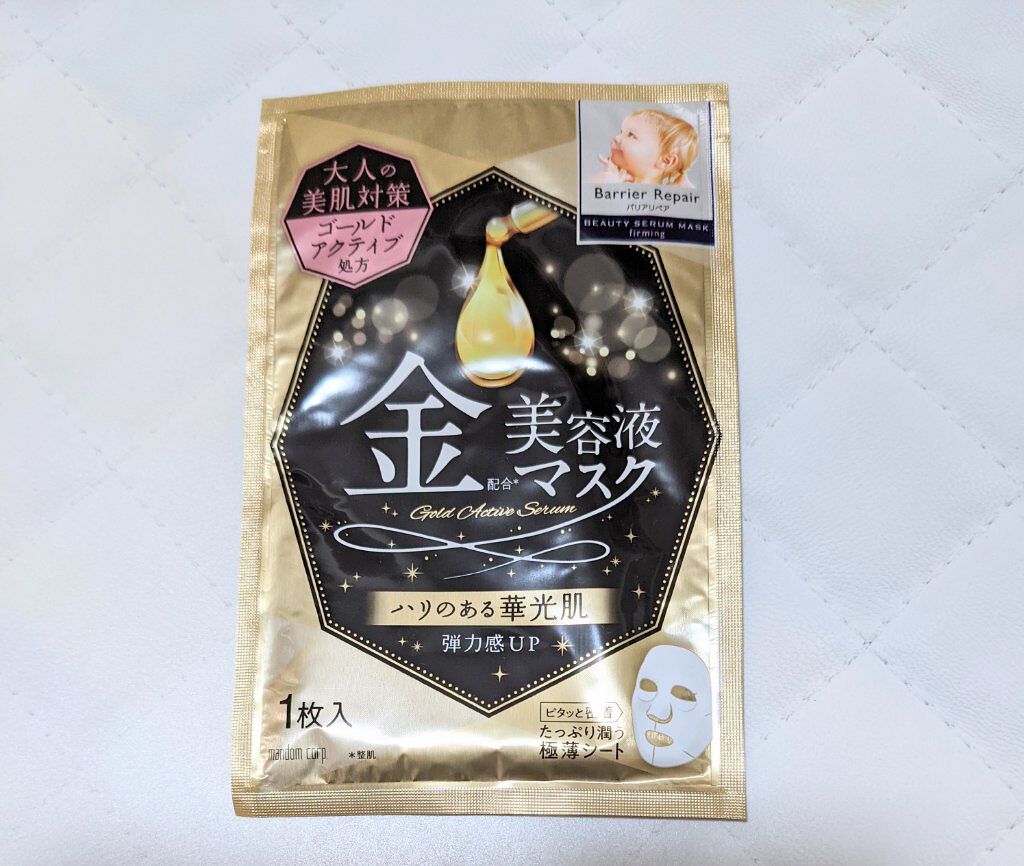 大人の
美肌対策
ゴールド
アクティブ
処方
Barrier Repair
バリアリペア
BEAUTY SERUM MASK
firming
金
配合*
美容液
マスク
Gold Active Serum
ハリのある華光肌
弾力感UP
1枚入
mandom corp.
*整肌
ピタッと密着
たっぷり潤う
極薄シート